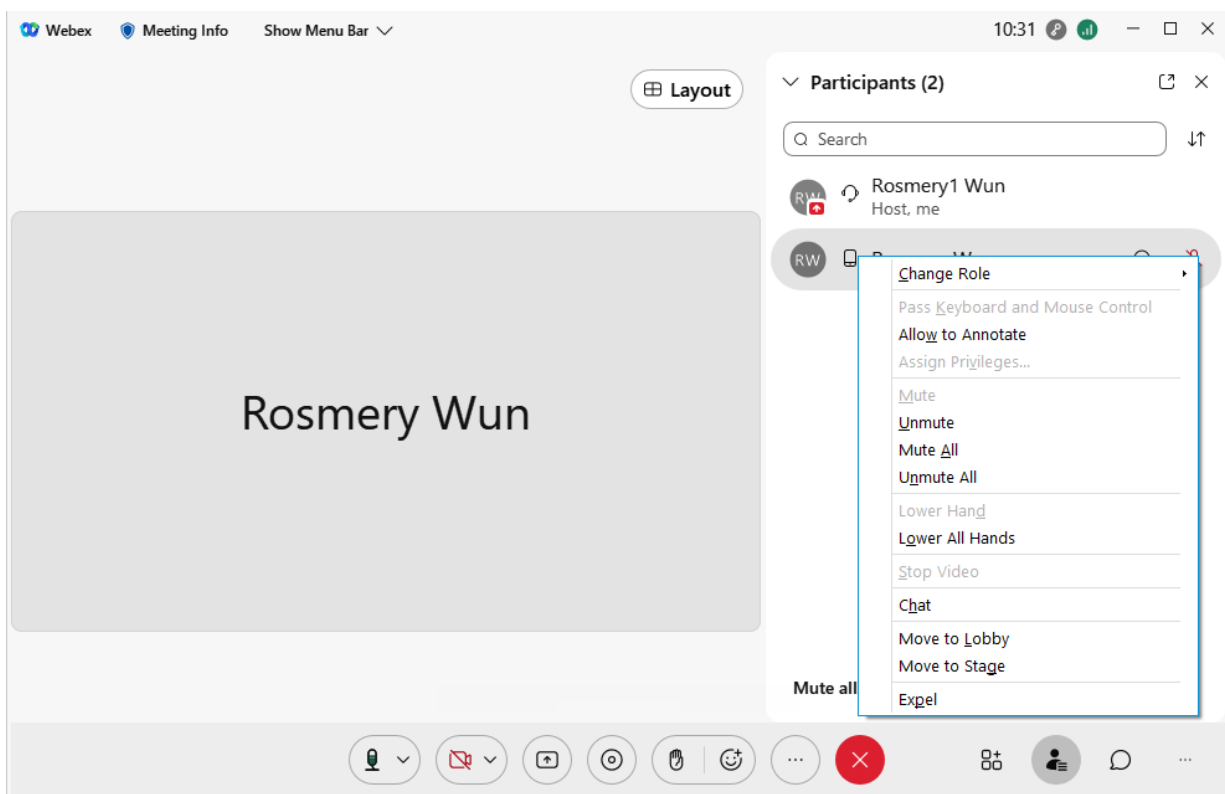 Webex Meeting Info Show Menu Bar 10:31
Layout
Participants (2)
Search
RW Rosmery1 Wun
Host, me
RW
Rosmery Wun
Change Role
Pass Keyboard and Mouse Control
Allow to Annotate
Assign Privileges...
Mute
Unmute
Mute All
Unmute All
Lower Hand
Lower All Hands
Stop Video
Chat
Move to Lobby
Move to Stage
Expel
Mute all